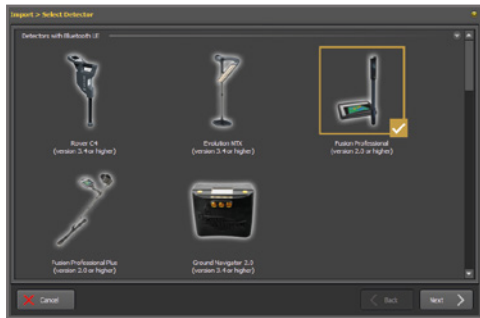 Import > Select Detector
Detectors with Bluetooth LE
Rover C4
(version 3.4 or higher)
Evolution NTX
(version 3.4 or higher)
Fusion Professional
(version 2.0 or higher)
Fusion Professional Plus
(version 2.0 or higher)
Ground Navigator 2.0
(version 3.4 or higher)
Cancel
Back
Next